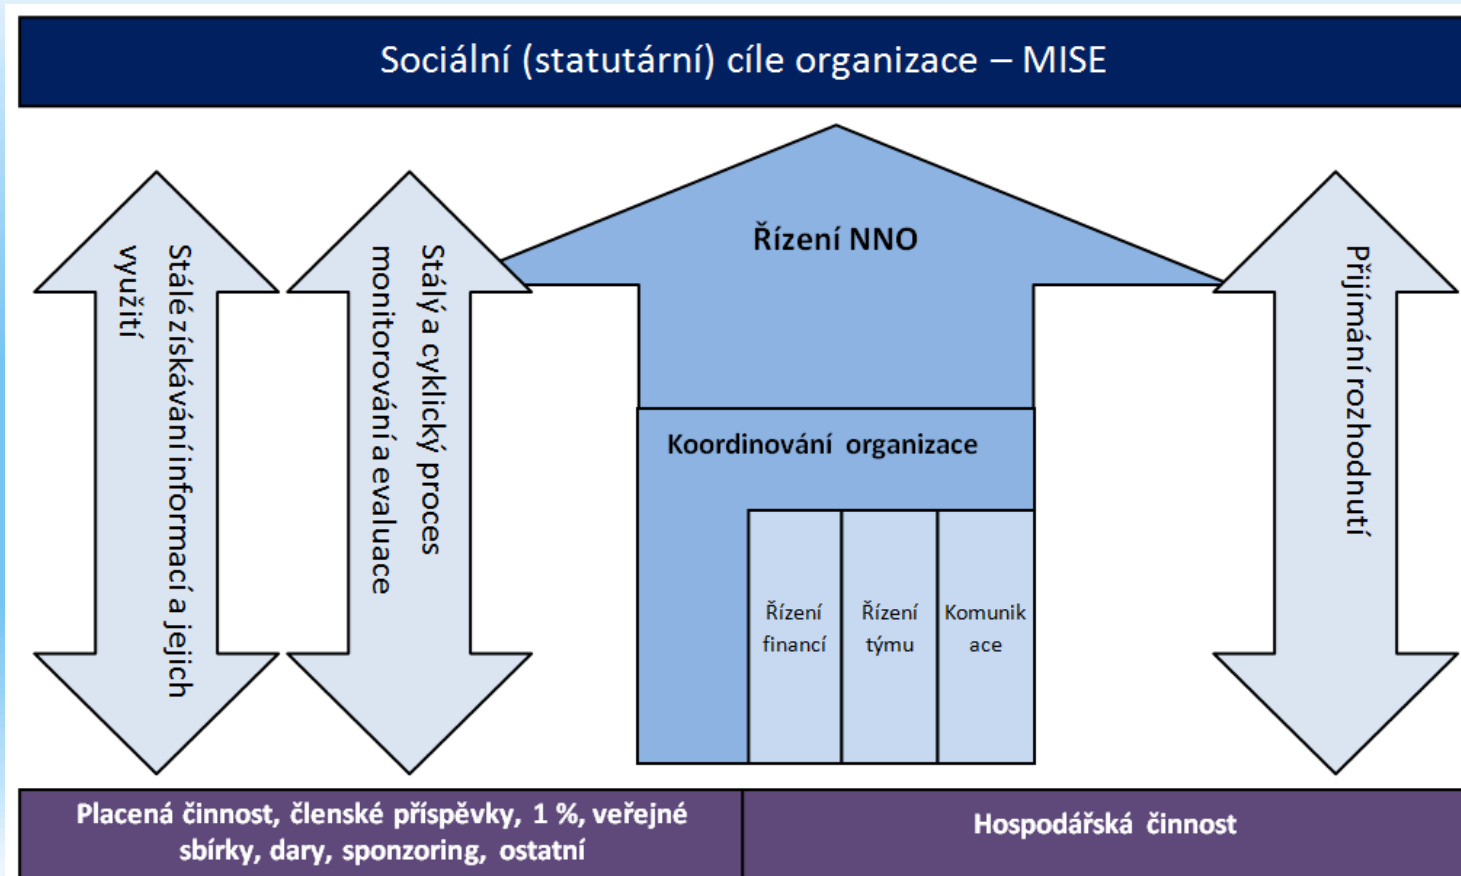 Sociální (statutární) cíle organizace – MISE
Stálé získávání informací a jejich
využití
Stálý a cyklický proces
monitorování a evaluace
Řízení NNO
Koordinování organizace
Řízení
financí
Řízení
týmu
Komunik
ace
Přijímání rozhodnutí
Placená činnost, členské příspěvky, 1 %, veřejné
sbírky, dary, sponzoring, ostatní
Hospodářská činnost